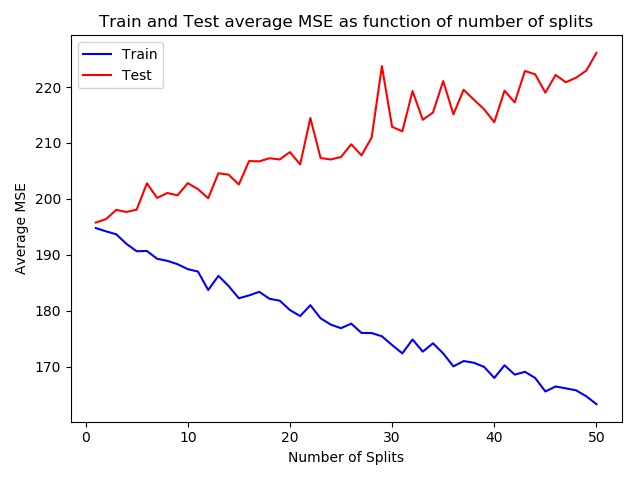 Train and Test average MSE as function of number of splits
Train
Test
220
210
200
190
180
170
Average MSE
0 10 20 30 40 50
Number of Splits